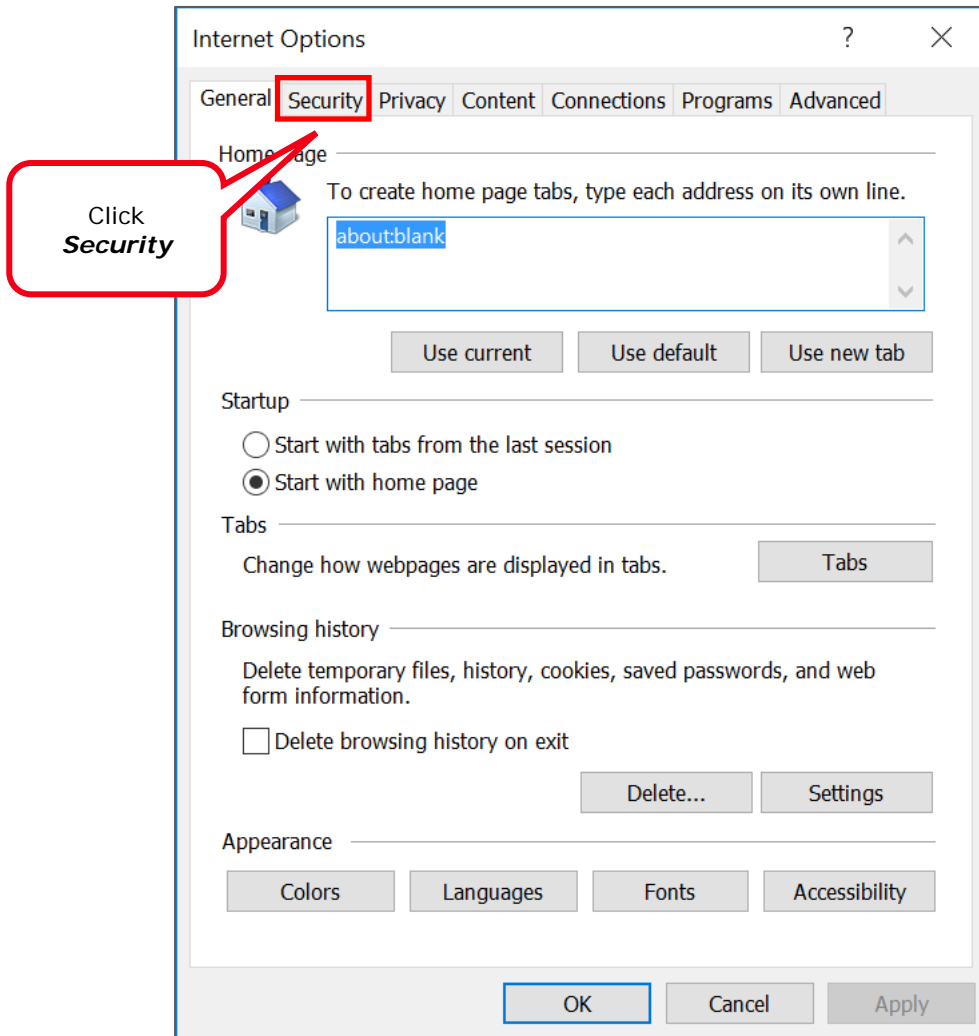 Internet Options ?
General Security Privacy Content Connections Programs Advanced
Home page
To create home page tabs, type each address on its own line.
Click
Security
about:blank
Use current Use default Use new tab
Startup
Start with tabs from the last session
Start with home page
Tabs
Change how webpages are displayed in tabs. Tabs
Browsing history
Delete temporary files, history, cookies, saved passwords, and web
form information.
Delete browsing history on exit
Delete... Settings
Appearance
Colors Languages Fonts Accessibility
OK Cancel Apply